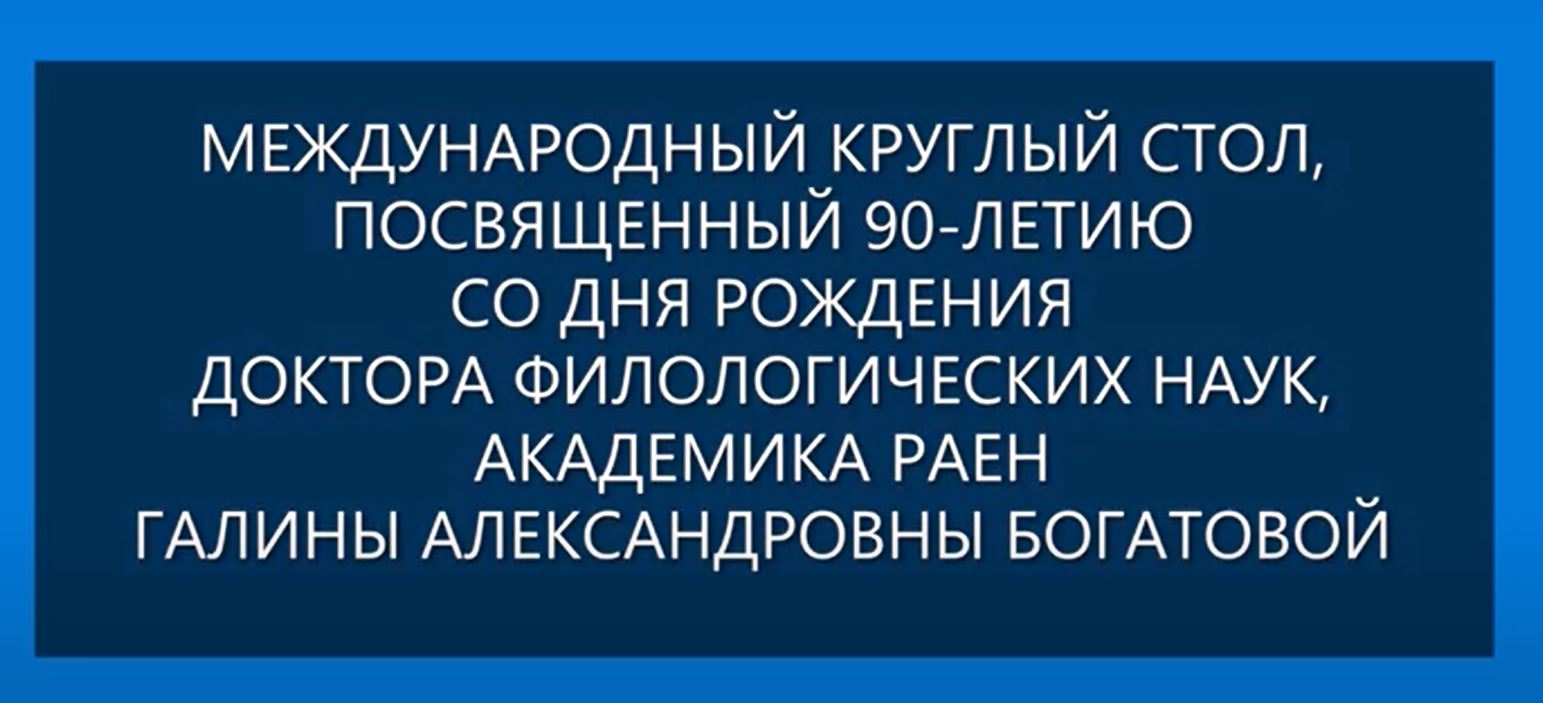 МЕЖДУНАРОДНЫЙ КРУГЛЫЙ СТОЛ,
ПОСВЯЩЕННЫЙ 90-ЛЕТИЮ
СО ДНЯ РОЖДЕНИЯ
ДОКТОРА ФИЛОЛОГИЧЕСКИХ НАУК,
АКАДЕМИКА РАЕН
ГАЛИНЫ АЛЕКСАНДРОВНЫ БОГАТОВОЙ